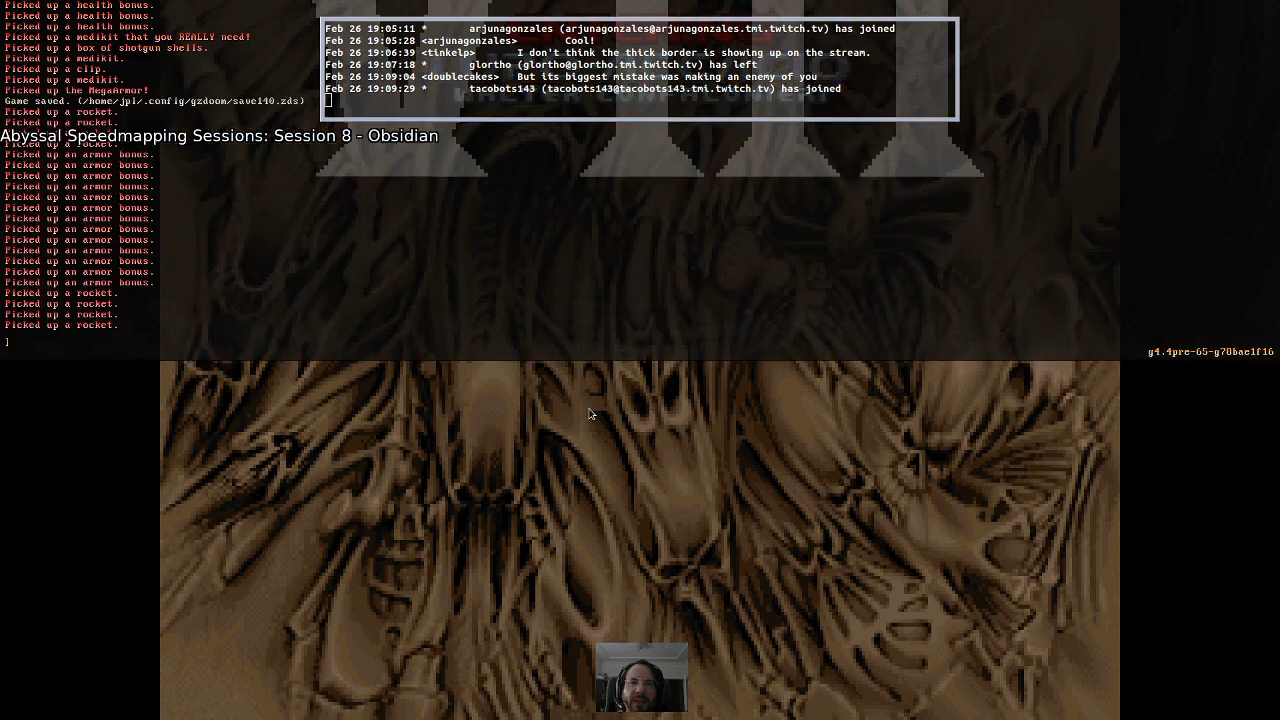 Picked up a health bonus.
Picked up a health bonus.
Picked up a health bonus.
Picked up a medikit that you REALLY need!
Picked up a box of shotgun shells.
Picked up a medikit.
Picked up a clip.
Picked up a medikit.
Picked up the MegaArmor!
Game saved. (/home/jpl/.config/gzdoom/save140.zds)
Picked up a rocket.
Picked up a rocket.
Abyssal Speedmapping Sessions: Session 8 - Obsidian
Picked up a rocket.
Picked up an armor bonus.
Picked up an armor bonus.
Picked up an armor bonus.
Picked up an armor bonus.
Picked up an armor bonus.
Picked up an armor bonus.
Picked up an armor bonus.
Picked up an armor bonus.
Picked up an armor bonus.
Picked up an armor bonus.
Picked up an armor bonus.
Picked up an armor bonus.
Picked up an armor bonus.
Picked up a rocket.
Picked up a rocket.
Picked up a rocket.
Picked up a rocket.
]
Feb 26 19:05:11 * arjunagonzales (arjunagonzales@arjunagonzales.tmi.twitch.tv) has joined
Feb 26 19:05:28 <arjunagonzales> Cool!
Feb 26 19:06:39 <tinkelp> I don't think the thick border is showing up on the stream.
Feb 26 19:07:18 * glortho (glortho@glortho.tmi.twitch.tv) has left
Feb 26 19:09:04 <doublecakes> But its biggest mistake was making an enemy of you
Feb 26 19:09:29 * tacobots143 (tacobots143@tacobots143.tmi.twitch.tv) has joined
g4.4pre-65-g70bae1f16